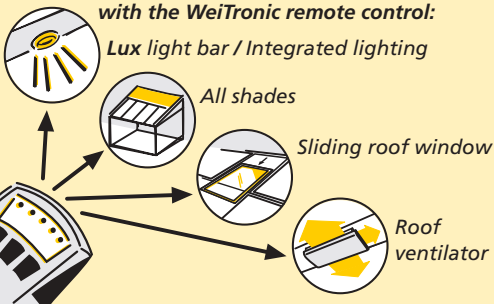 with the WeiTronic remote control:
Lux light bar / Integrated lighting
All shades
Sliding roof window
Roof
ventilator